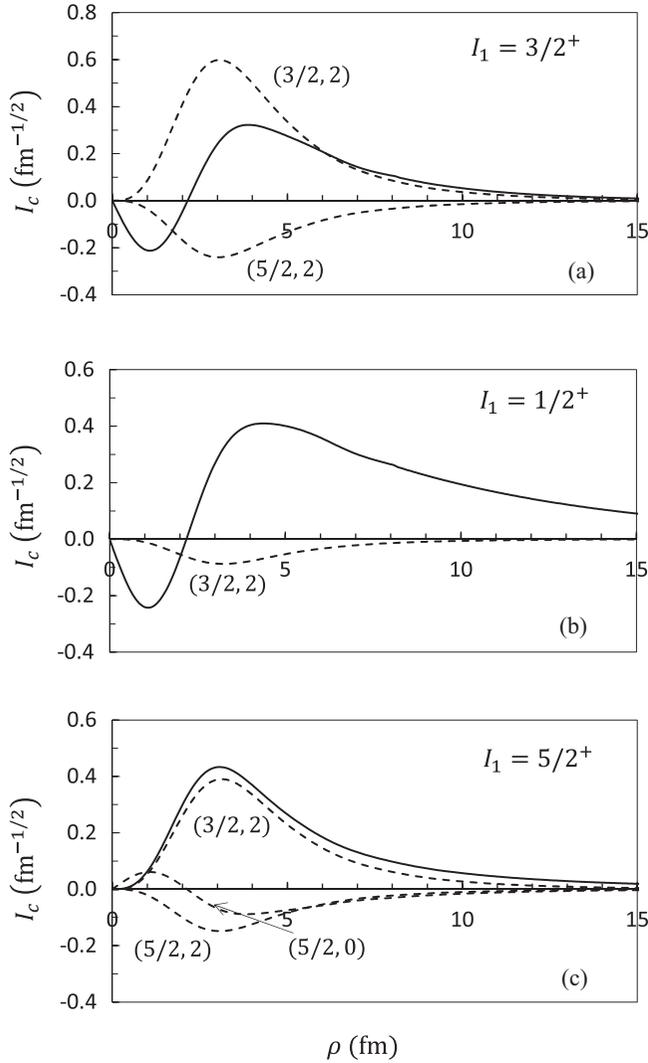 0.8
I₁ = 3/2⁺
0.6
(3/2, 2)
0.4
I_c (fm⁻¹/²)
0.2
0.0
0 5 10 15
-0.2
(5/2, 2)
(a)
-0.4
0.6
I₁ = 1/2⁺
0.4
I_c (fm⁻¹/²)
0.2
0.0
0 5 10 15
(3/2, 2)
-0.2
(b)
-0.4
0.6
I₁ = 5/2⁺
0.4
(3/2, 2)
I_c (fm⁻¹/²)
0.2
0.0
0 5 10 15
(5/2, 2) (5/2, 0)
-0.2
(c)
-0.4
ρ (fm)